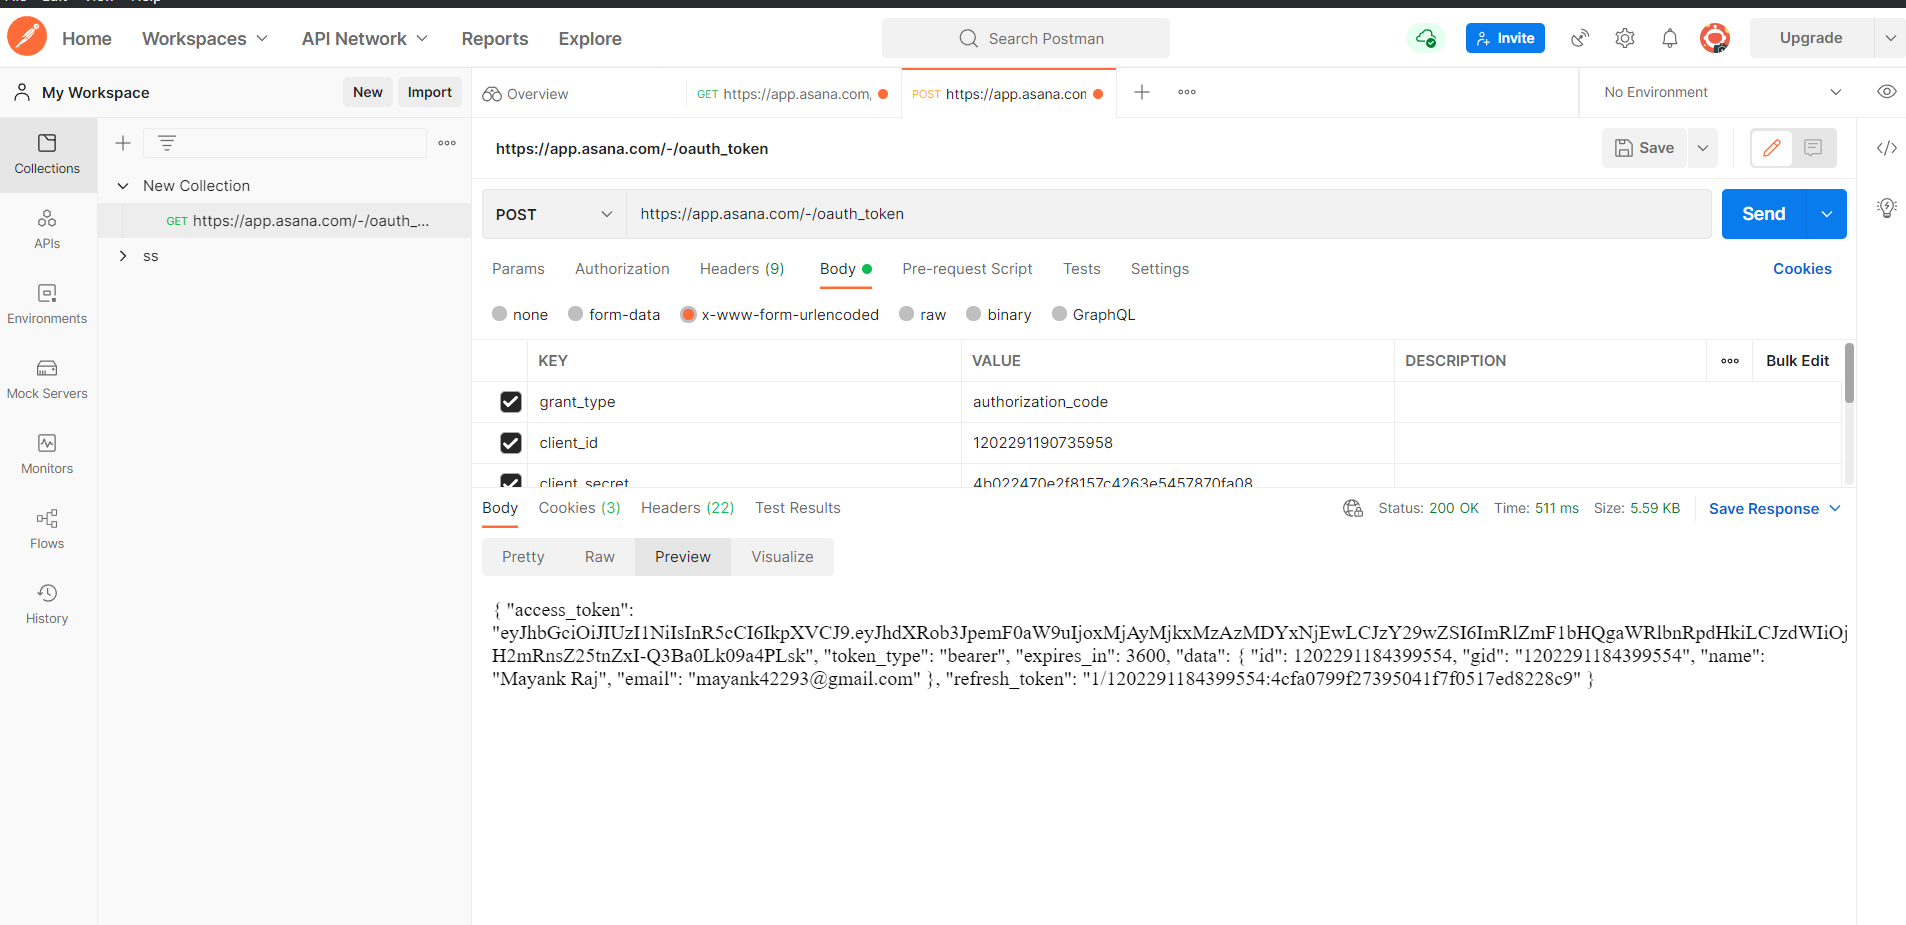 Home
Workspaces
API Network
Reports
Explore
Search Postman
Invite
Upgrade
My Workspace
New
Import
Overview
GET https://app.asana.com,
POST https://app.asana.con
No Environment
Collections
APIs
Environments
Mock Servers
Monitors
Flows
History
New Collection
GET https://app.asana.com/-/oauth_...
ss
https://app.asana.com/-/oauth_token
Save
POST
https://app.asana.com/-/oauth_token
Send
Params Authorization Headers (9) Body Pre-request Script Tests Settings
Cookies
none form-data x-www-form-urlencoded raw binary GraphQL
KEY VALUE DESCRIPTION
Bulk Edit
grant_type authorization_code
client_id 1202291190735958
client_secret 4b022470e2f8157c4263e5457870fa08
Body Cookies (3) Headers (22) Test Results
Status: 200 OK Time: 511 ms Size: 5.59 KB Save Response
Pretty Raw Preview Visualize
{ "access_token":
"eyJhbGciOiJIUzI1NiIsInR5cCI6IkpXVCJ9.eyJhdXRob3JpemF0aW9uIjoxMjAyMjkxMzAzMDYxNjEwLCJzY29wZSI6ImRlZmF1bHQgaWRlbnRpdHkiLCJzdWIiOj
H2mRnsZ25tnZxI-Q3Ba0Lk09a4PLsk", "token_type": "bearer", "expires_in": 3600, "data": { "id": 1202291184399554, "gid": "1202291184399554", "name":
"Mayank Raj", "email": "mayank42293@gmail.com" }, "refresh_token": "1/1202291184399554:4cfa0799f27395041f7f0517ed8228c9" }